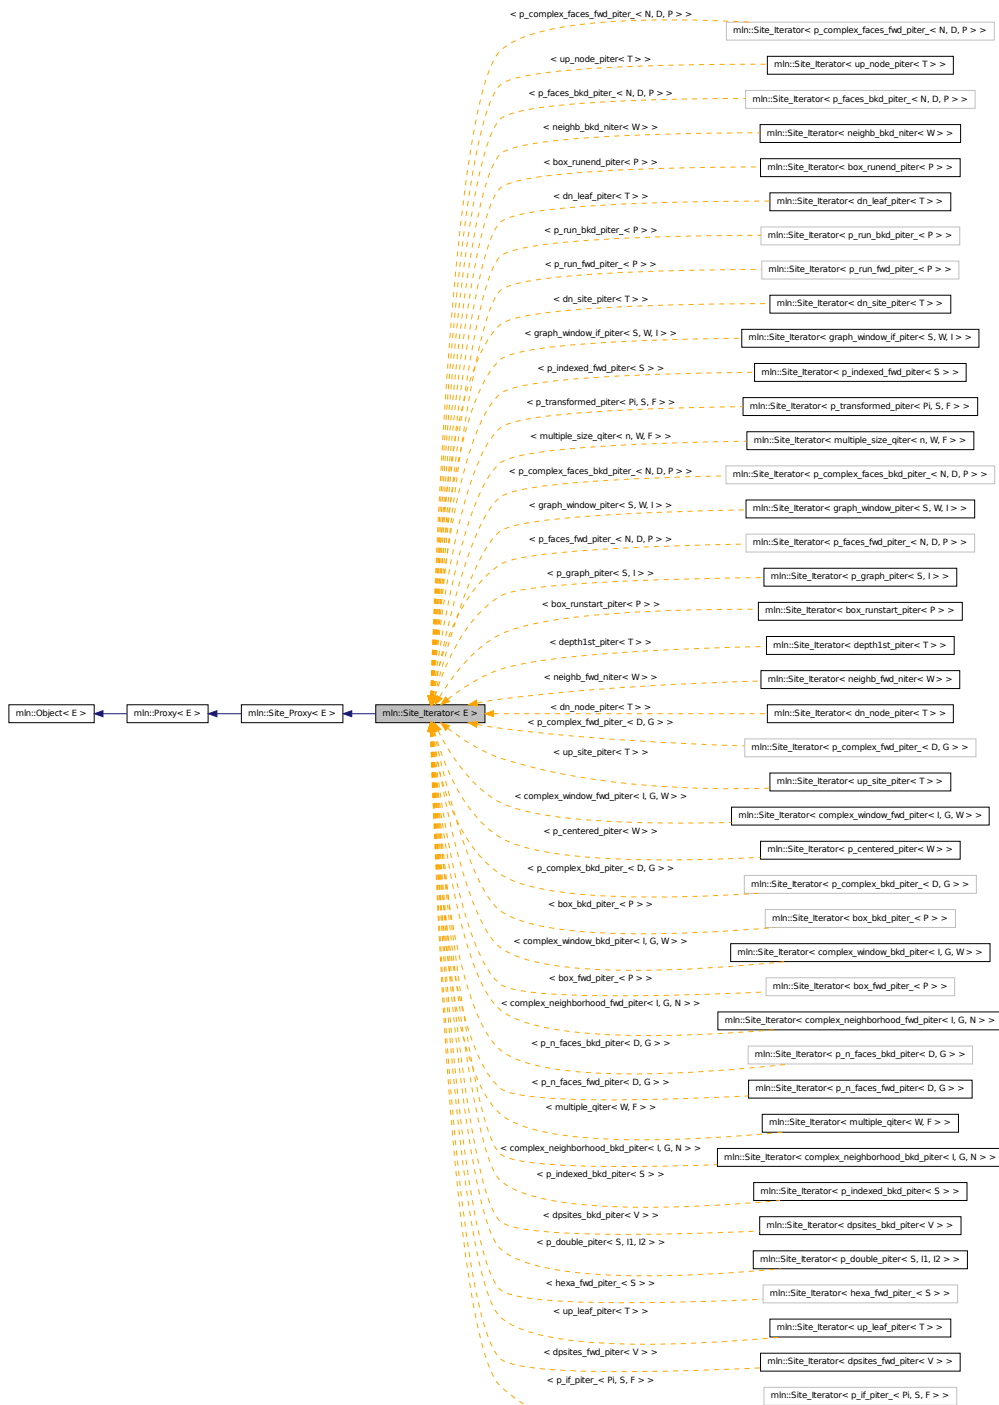 < p_complex_faces_fwd_piter_< N, D, P > >
mln::Site_Iterator< p_complex_faces_fwd_piter_< N, D, P > >
< up_node_piter< T > >
mln::Site_Iterator< up_node_piter< T > >
< p_faces_bkd_piter_< N, D, P > >
mln::Site_Iterator< p_faces_bkd_piter_< N, D, P > >
< neighb_bkd_niter< W > >
mln::Site_Iterator< neighb_bkd_niter< W > >
< box_runend_piter< P > >
mln::Site_Iterator< box_runend_piter< P > >
< dn_leaf_piter< T > >
mln::Site_Iterator< dn_leaf_piter< T > >
< p_run_bkd_piter_< P > >
mln::Site_Iterator< p_run_bkd_piter_< P > >
< p_run_fwd_piter_< P > >
mln::Site_Iterator< p_run_fwd_piter_< P > >
< dn_site_piter< T > >
mln::Site_Iterator< dn_site_piter< T > >
< graph_window_if_piter< S, W, I > >
mln::Site_Iterator< graph_window_if_piter< S, W, I > >
< p_indexed_fwd_piter< S > >
mln::Site_Iterator< p_indexed_fwd_piter< S > >
< p_transformed_piter< Pi, S, F > >
mln::Site_Iterator< p_transformed_piter< Pi, S, F > >
< multiple_size_qiter< n, W, F > >
mln::Site_Iterator< multiple_size_qiter< n, W, F > >
< p_complex_faces_bkd_piter_< N, D, P > >
mln::Site_Iterator< p_complex_faces_bkd_piter_< N, D, P > >
< graph_window_piter< S, W, I > >
mln::Site_Iterator< graph_window_piter< S, W, I > >
< p_faces_fwd_piter_< N, D, P > >
mln::Site_Iterator< p_faces_fwd_piter_< N, D, P > >
< p_graph_piter< S, I > >
mln::Site_Iterator< p_graph_piter< S, I > >
< box_runstart_piter< P > >
mln::Site_Iterator< box_runstart_piter< P > >
< depth1st_piter< T > >
mln::Site_Iterator< depth1st_piter< T > >
< neighb_fwd_niter< W > >
mln::Site_Iterator< neighb_fwd_niter< W > >
mln::Object< E >
mln::Proxy< E >
mln::Site_Proxy< E >
mln::Site_Iterator< E >
< dn_node_piter< T > >
mln::Site_Iterator< dn_node_piter< T > >
< p_complex_fwd_piter_< D, G > >
mln::Site_Iterator< p_complex_fwd_piter_< D, G > >
< up_site_piter< T > >
mln::Site_Iterator< up_site_piter< T > >
< complex_window_fwd_piter< I, G, W > >
mln::Site_Iterator< complex_window_fwd_piter< I, G, W > >
< p_centered_piter< W > >
mln::Site_Iterator< p_centered_piter< W > >
< p_complex_bkd_piter_< D, G > >
mln::Site_Iterator< p_complex_bkd_piter_< D, G > >
< box_bkd_piter_< P > >
mln::Site_Iterator< box_bkd_piter_< P > >
< complex_window_bkd_piter< I, G, W > >
mln::Site_Iterator< complex_window_bkd_piter< I, G, W > >
< box_fwd_piter_< P > >
mln::Site_Iterator< box_fwd_piter_< P > >
< complex_neighborhood_fwd_piter< I, G, N > >
mln::Site_Iterator< complex_neighborhood_fwd_piter< I, G, N > >
< p_n_faces_bkd_piter< D, G > >
mln::Site_Iterator< p_n_faces_bkd_piter< D, G > >
< p_n_faces_fwd_piter< D, G > >
mln::Site_Iterator< p_n_faces_fwd_piter< D, G > >
< multiple_qiter< W, F > >
mln::Site_Iterator< multiple_qiter< W, F > >
< complex_neighborhood_bkd_piter< I, G, N > >
mln::Site_Iterator< complex_neighborhood_bkd_piter< I, G, N > >
< p_indexed_bkd_piter< S > >
mln::Site_Iterator< p_indexed_bkd_piter< S > >
< dpsites_bkd_piter< V > >
mln::Site_Iterator< dpsites_bkd_piter< V > >
< p_double_piter< S, I1, I2 > >
mln::Site_Iterator< p_double_piter< S, I1, I2 > >
< hexa_fwd_piter_< S > >
mln::Site_Iterator< hexa_fwd_piter_< S > >
< up_leaf_piter< T > >
mln::Site_Iterator< up_leaf_piter< T > >
< dpsites_fwd_piter< V > >
mln::Site_Iterator< dpsites_fwd_piter< V > >
< p_if_piter_< Pi, S, F > >
mln::Site_Iterator< p_if_piter_< Pi, S, F > >